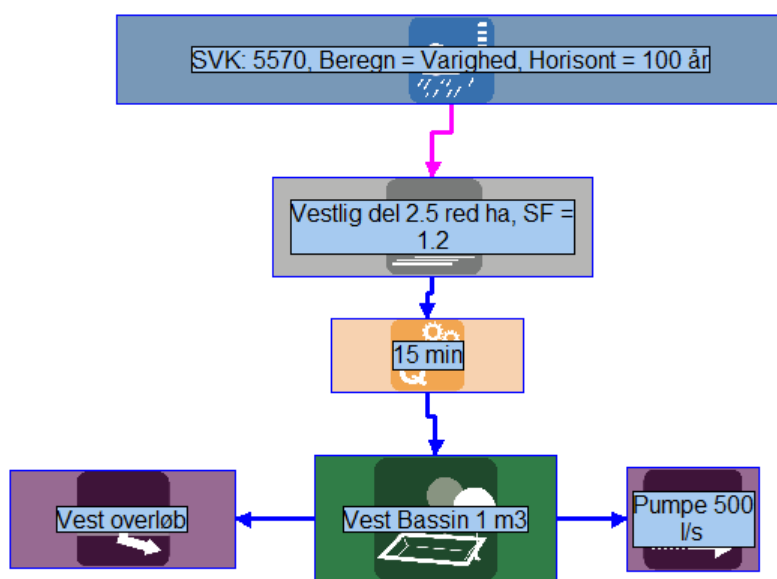 SVK: 5570, Beregn = Varighed, Horisont = 100 år
Vestlig del 2.5 red ha, SF =
1.2
15 min
Vest overløb
Vest Bassin 1 m3
Pumpe 500
l/s